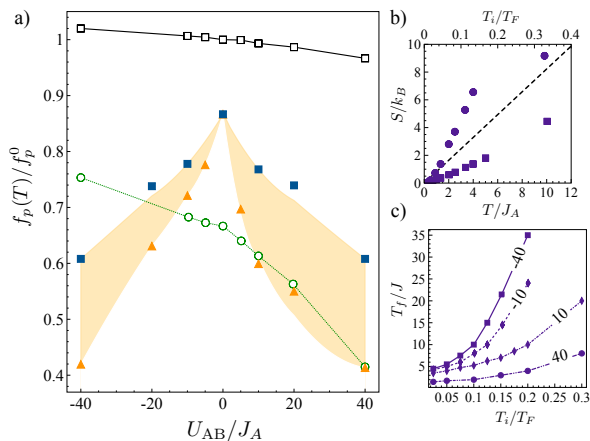 a)
f_p(T)/f_p^0
1
0.9
0.8
0.7
0.6
0.5
0.4
-40 -20 0 20 40
U_AB/J_A
b)
T_i/T_F
0 0.1 0.2 0.3 0.4
S/k_B
10
8
6
4
2
0
0 2 4 6 8 10 12
T/J_A
c)
T_f/J
35
30
25
20
15
10
5
-40
-10
10
40
0.05 0.1 0.15 0.2 0.25 0.3
T_i/T_F